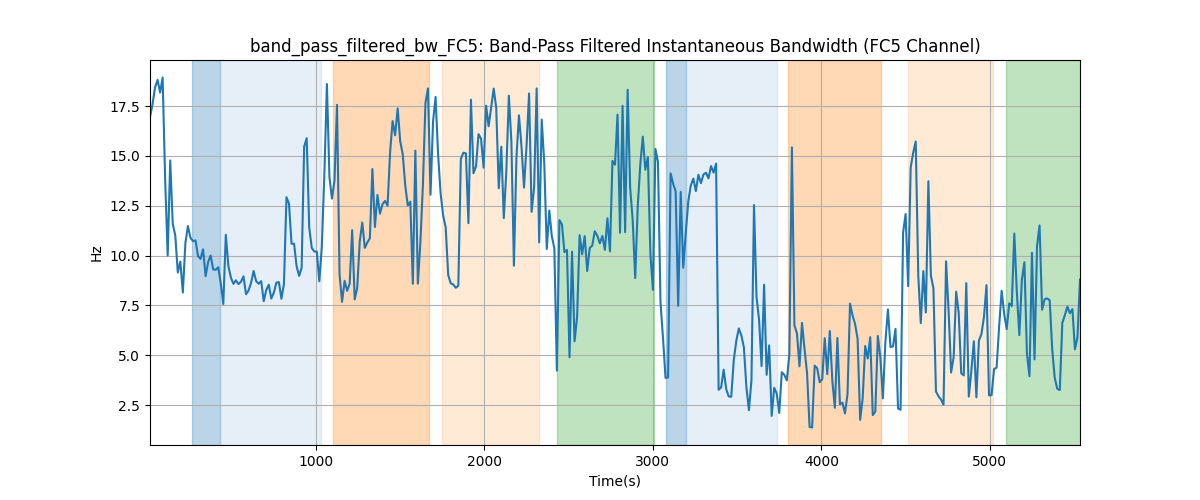 band_pass_filtered_bw_FC5: Band-Pass Filtered Instantaneous Bandwidth (FC5 Channel)
17.5
15.0
12.5
10.0
7.5
5.0
2.5
Hz
1000 2000 3000 4000 5000
Time(s)